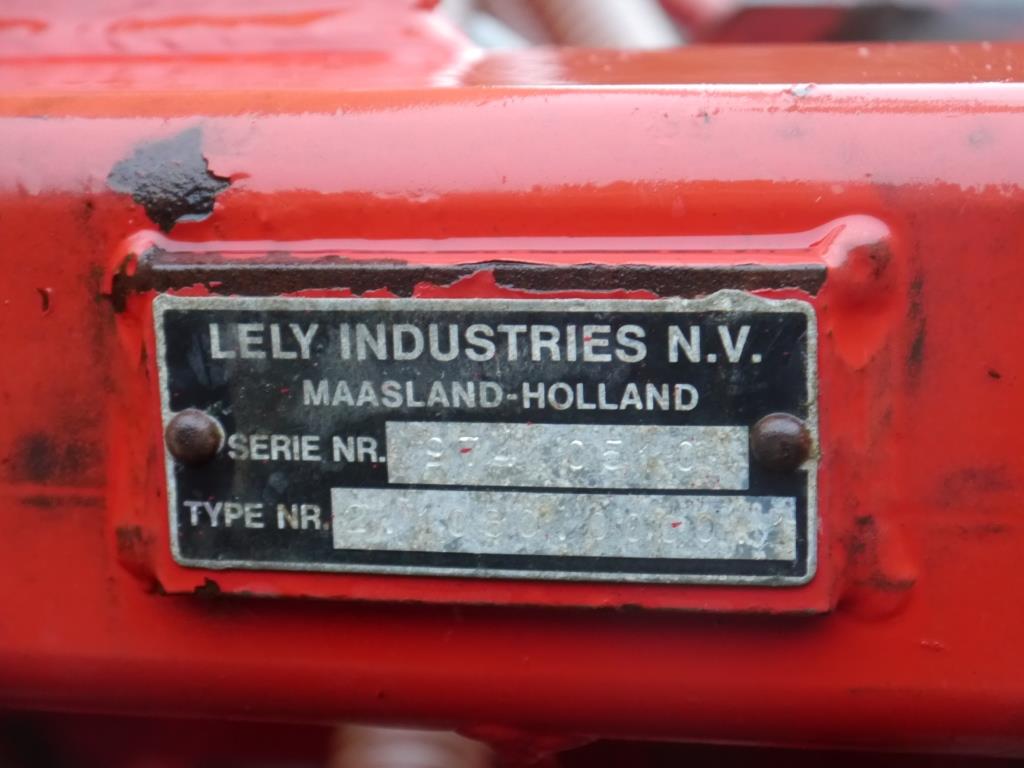 LELY INDUSTRIES N.V.
MAASLAND-HOLLAND
SERIE NR.
TYPE NR.